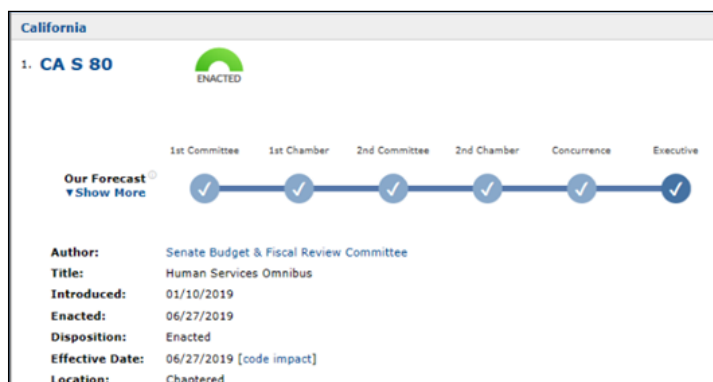 California
1. CA S 80
ENACTED
1st Committee 1st Chamber 2nd Committee 2nd Chamber Concurrence Executive
Our Forecast
▼Show More
Author: Senate Budget & Fiscal Review Committee
Title: Human Services Omnibus
Introduced: 01/10/2019
Enacted: 06/27/2019
Disposition: Enacted
Effective Date: 06/27/2019 [code impact]
Location: Chaptered